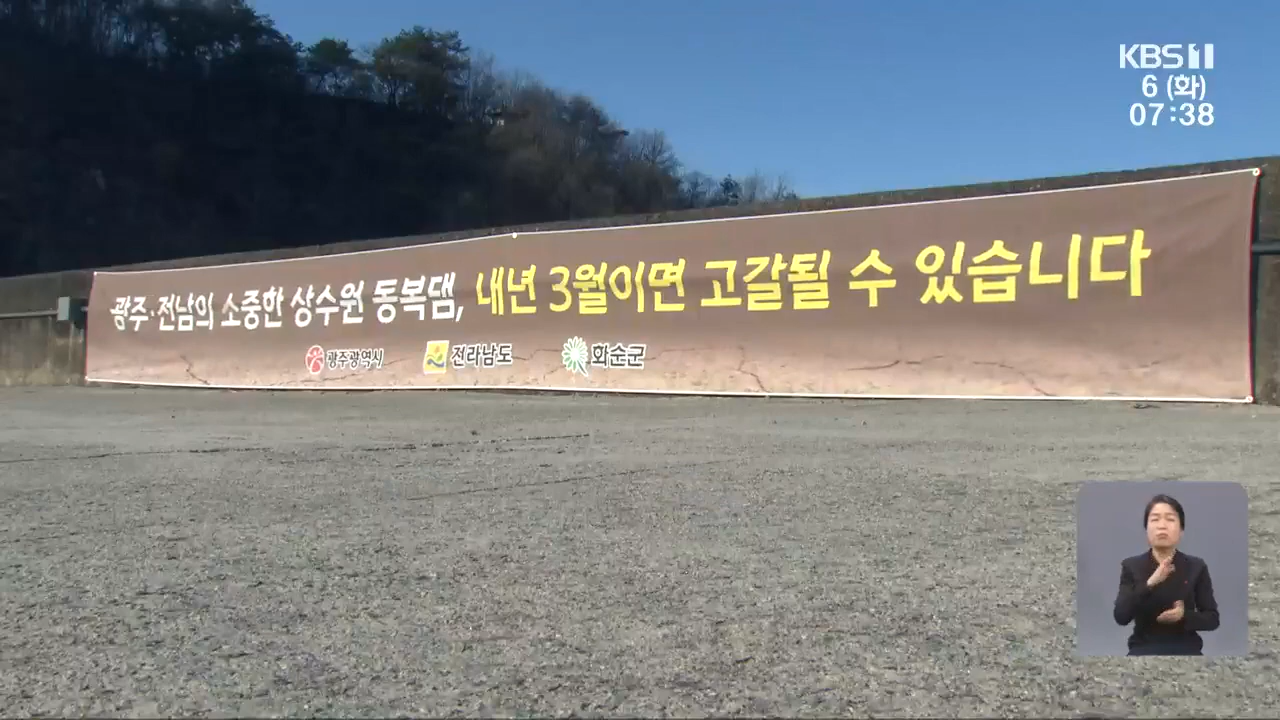 KBS1
6 (화)
07:38
광주·전남의 소중한 상수원 동복댐, 내년 3월이면 고갈될 수 있습니다
광주광역시 전라남도 화순군